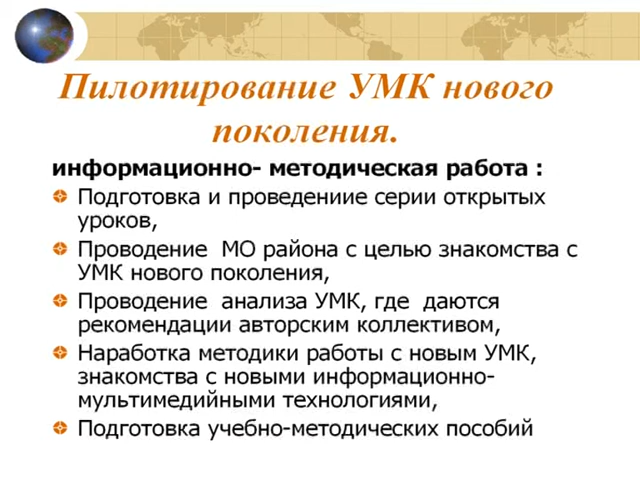 Пилотирование УМК нового
поколения.
информационно- методическая работа :
Подготовка и проведениие серии открытых
уроков,
Проводение МО района с целью знакомства с
УМК нового поколения,
Проводение анализа УМК, где даются
рекомендации авторским коллективом,
Наработка методики работы с новым УМК,
знакомства с новыми информационно-
мультимедийными технологиями,
Подготовка учебно-методических пособий